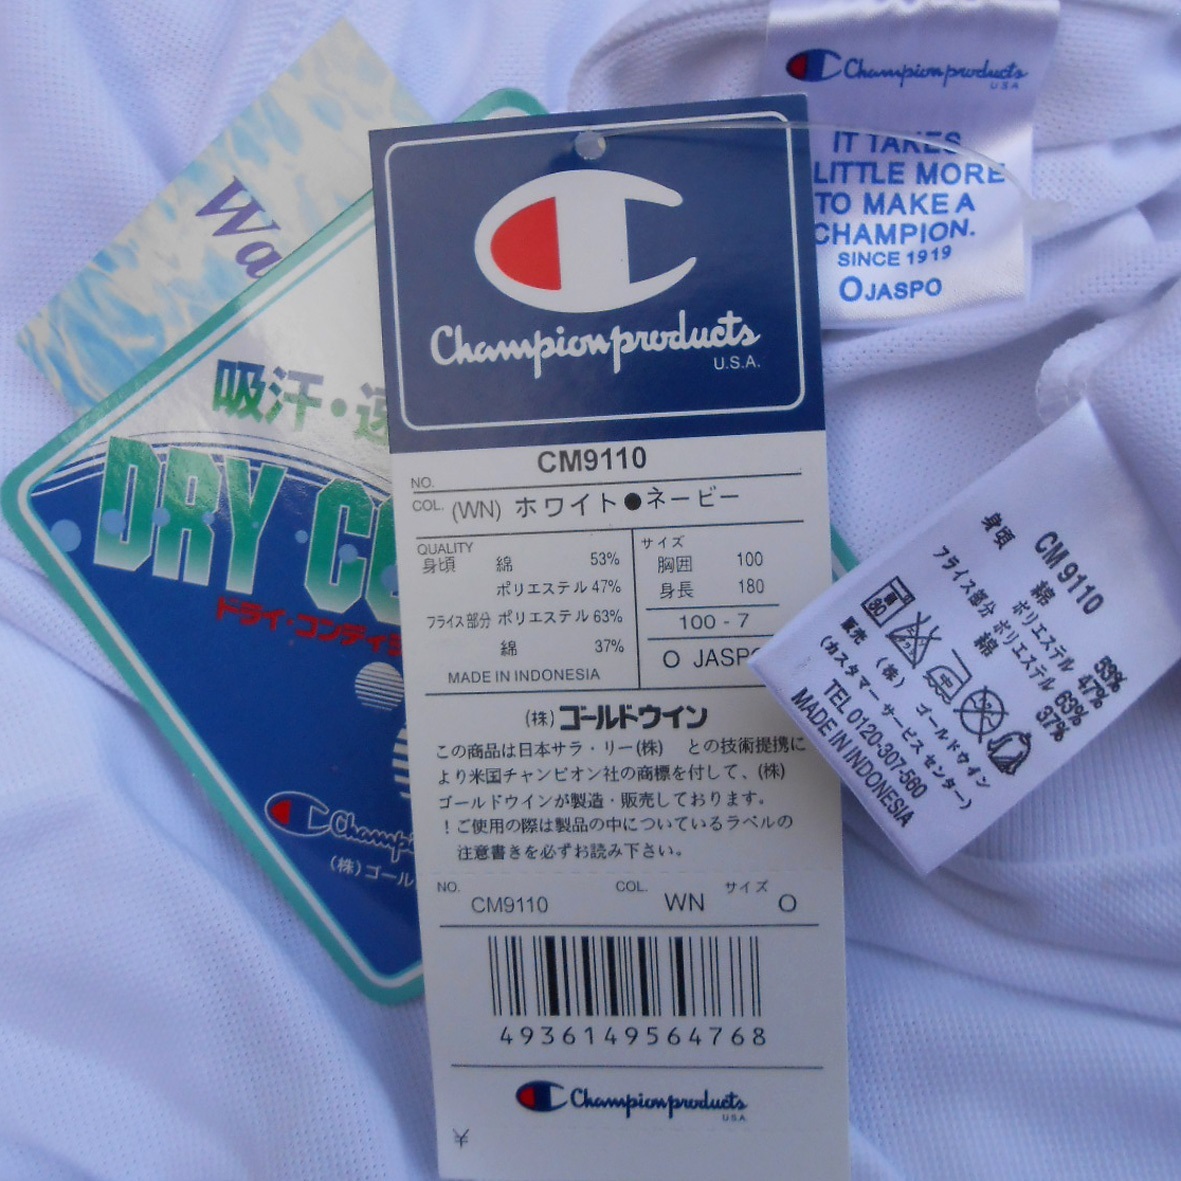 Champion products
U.S.A.
NO. CM9110
COL. (WN) ホワイト●ネービー
QUALITY
身頃 綿 53%
ポリエステル 47%
フライス部分 ポリエステル 63%
綿 37%
MADE IN INDONESIA
サイズ
胸囲 100
身長 180
100 - 7
O JASPO
(株)ゴールドウイン
この商品は日本サラ・リー(株) との技術提携に
より米国チャンピオン社の商標を付して、(株)
ゴールドウインが製造・販売しております。
！ご使用の際は製品の中についているラベルの
注意書きを必ずお読み下さい。
NO. CM9110 COL. WN サイズ O
4936149564768
Champion products
USA
¥
Champion products
USA
IT TAKES
LITTLE MORE
TO MAKE A
CHAMPION.
SINCE 1919
O JASPO
CM 9110
身頃 綿 53%
ポリエステル 47%
フライス部分 ポリエステル 63%
綿 37%
販売 (株) ゴールドウイン
(カスタマー サービスセンター)
TEL 0120-307-560
MADE IN INDONESIA
Wa
吸汗・速
DRY CO
ドライ・コンディ
Champi
(株)ゴール